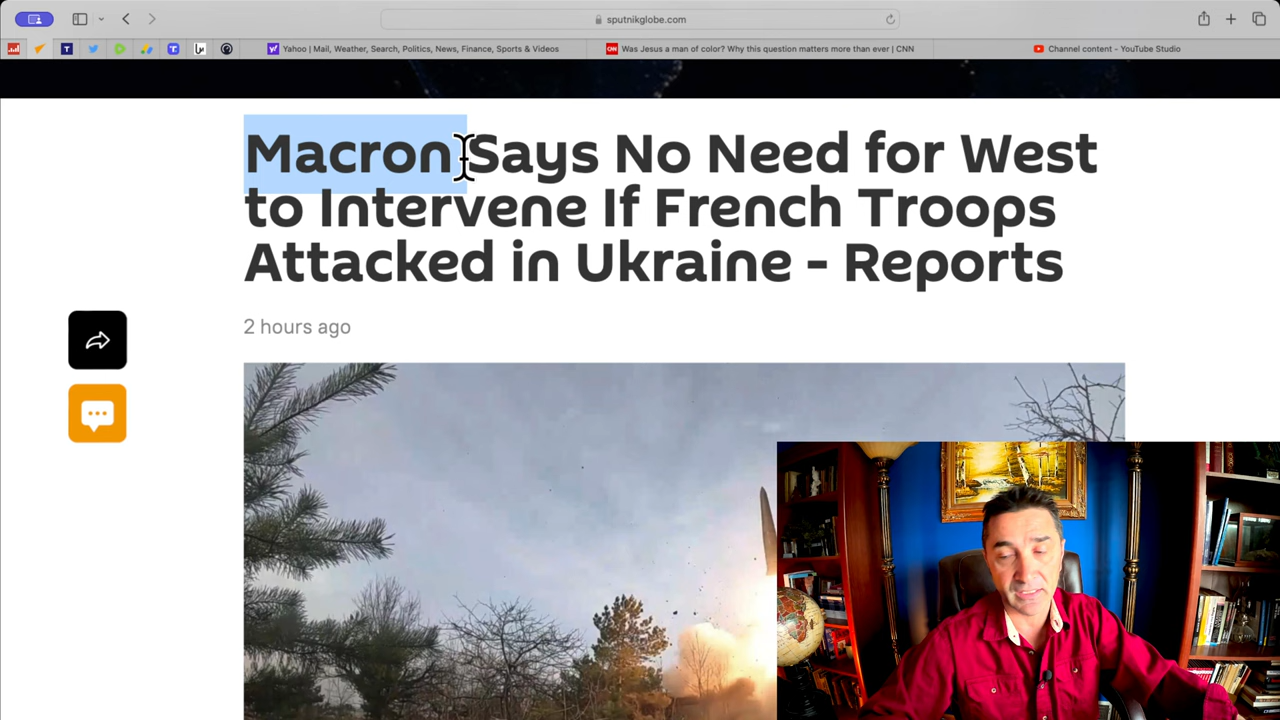 sputnikglobe.com
Yahoo | Mail, Weather, Search, Politics, News, Finance, Sports & Videos
CNN
Was Jesus a man of color? Why this question matters more than ever | CNN
Channel content - YouTube Studio
Macron Says No Need for West
to Intervene If French Troops
Attacked in Ukraine - Reports
2 hours ago